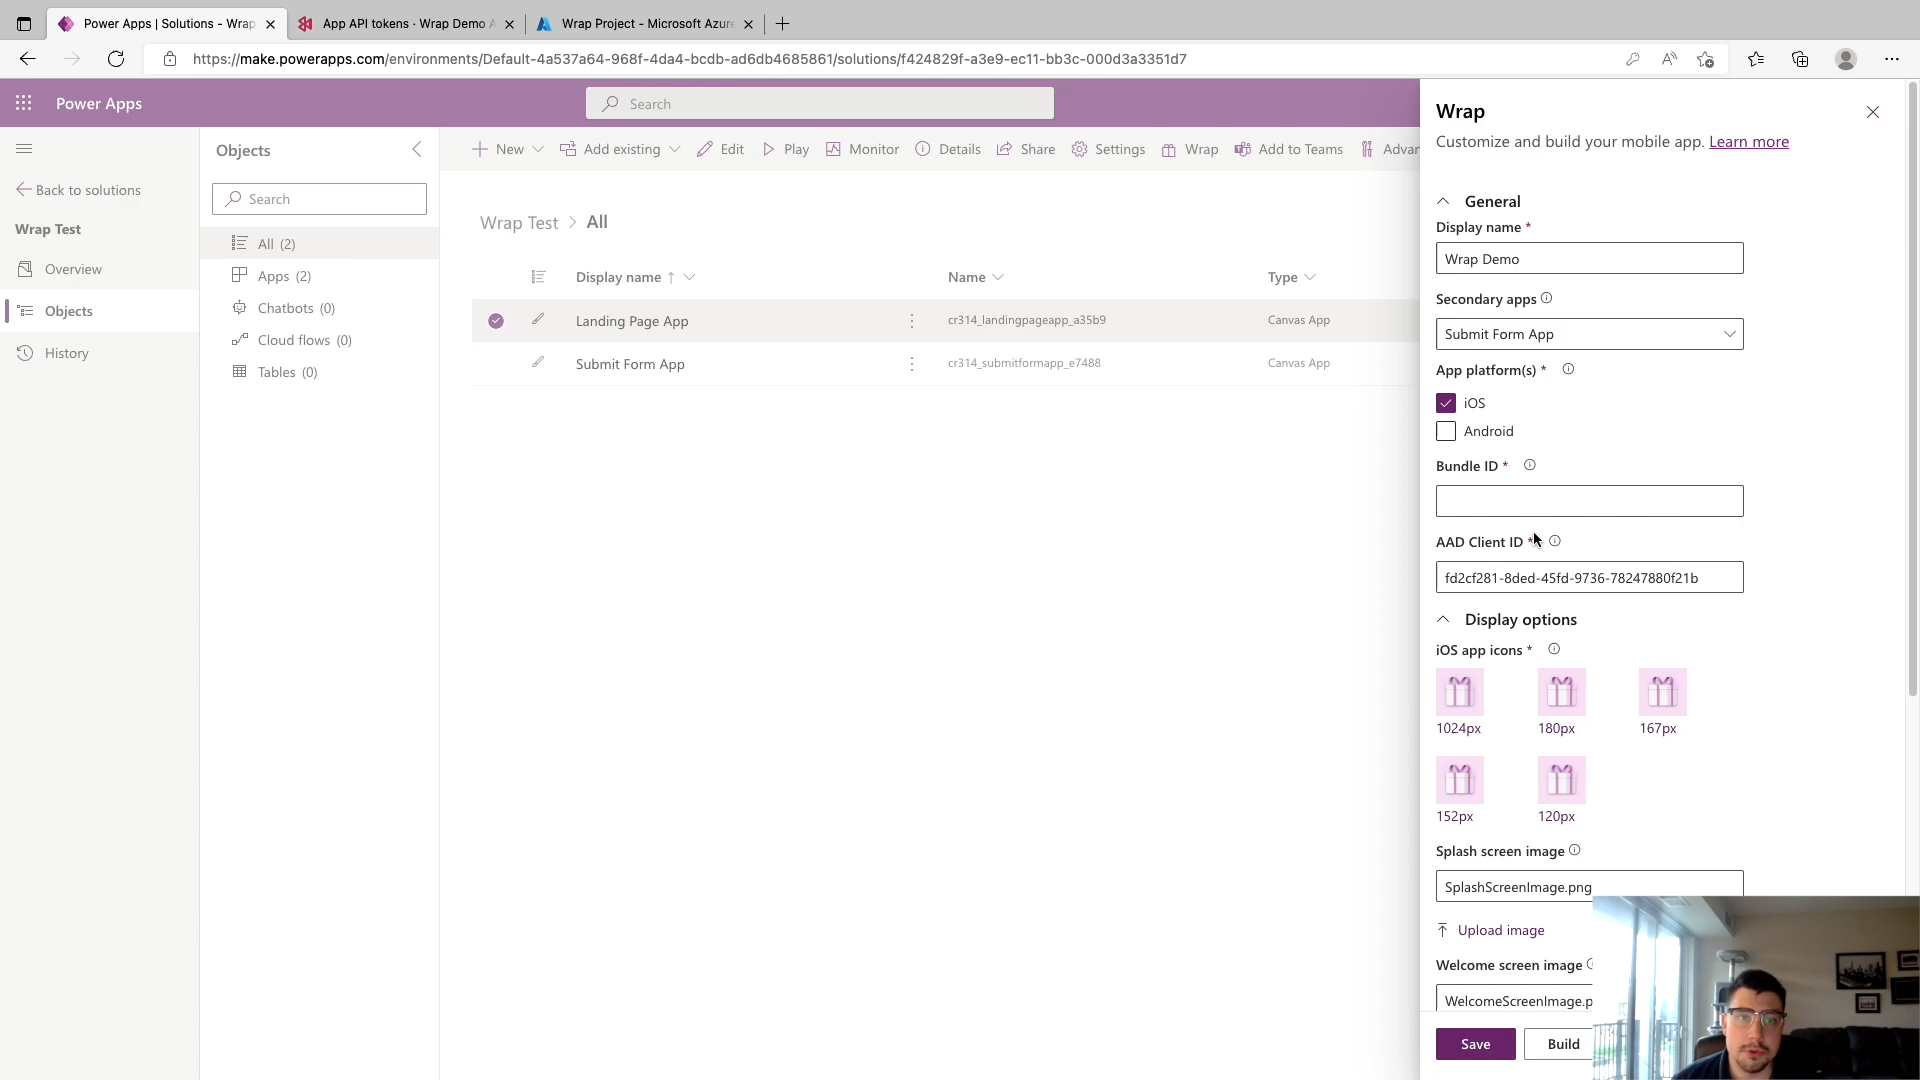 Power Apps | Solutions - Wrap
App API tokens · Wrap Demo A
Wrap Project - Microsoft Azure
https://make.powerapps.com/environments/Default-4a537a64-968f-4da4-bcdb-ad6db4685861/solutions/f424829f-a3e9-ec11-bb3c-000d3a3351d7
Power Apps
Search
Back to solutions
Wrap Test
Overview
Objects
History
Objects
Search
All (2)
Apps (2)
Chatbots (0)
Cloud flows (0)
Tables (0)
New Add existing Edit Play Monitor Details Share Settings Wrap Add to Teams Advan
Wrap Test > All
Display name ↑ Name Type
Landing Page App cr314_landingpageapp_a35b9 Canvas App
Submit Form App cr314_submitformapp_e7488 Canvas App
Wrap
Customize and build your mobile app. Learn more
General
Display name *
Wrap Demo
Secondary apps
Submit Form App
App platform(s) *
iOS
Android
Bundle ID *
AAD Client ID *
fd2cf281-8ded-45fd-9736-78247880f21b
Display options
iOS app icons *
1024px 180px 167px
152px 120px
Splash screen image
SplashScreenImage.png
Upload image
Welcome screen image
WelcomeScreenImage.p
Save Build